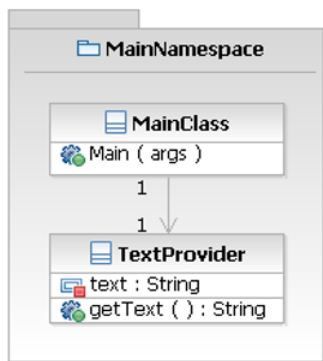 MainNamespace
MainClass
Main ( args )
1
1
TextProvider
text : String
getText ( ) : String